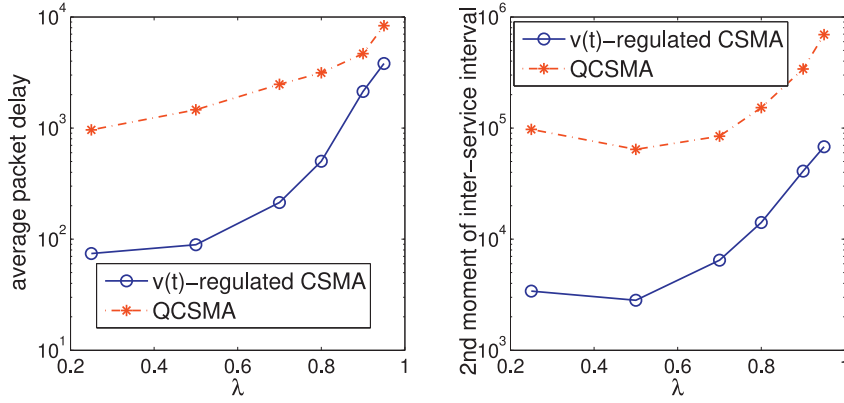 average packet delay
10^4
10^3
10^2
10^1
v(t)−regulated CSMA
QCSMA
0.2 0.4 0.6 0.8 1
λ
2nd moment of inter−service interval
10^6
10^5
10^4
10^3
v(t)−regulated CSMA
QCSMA
0.2 0.4 0.6 0.8 1
λ